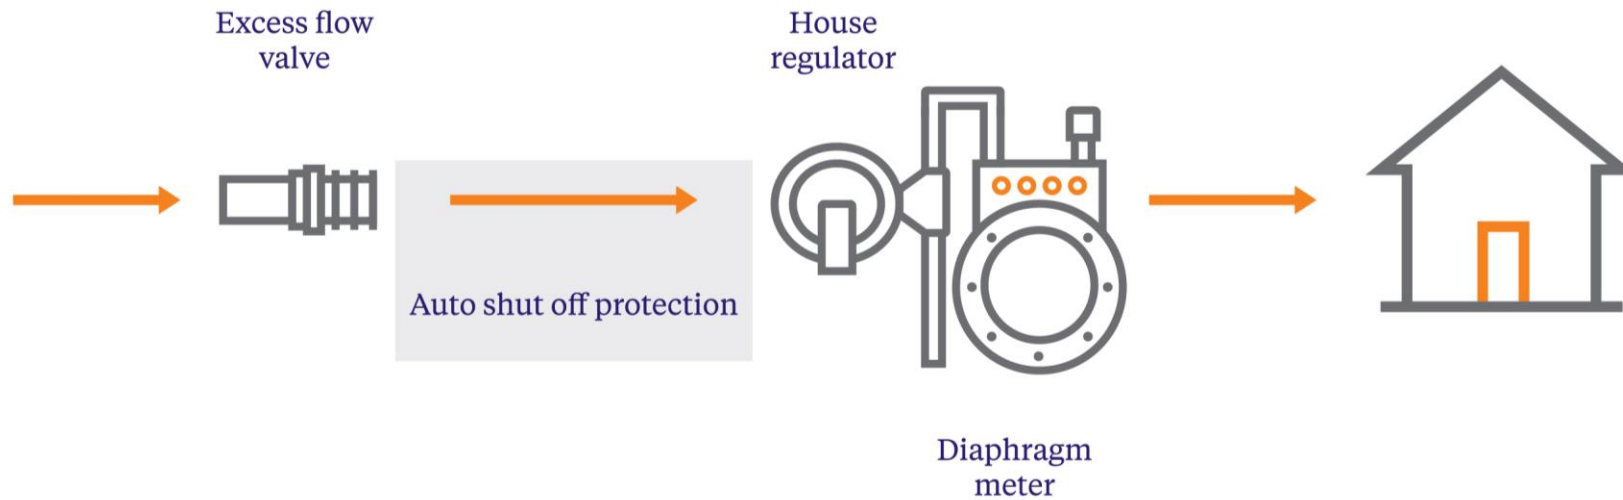 Excess flow
valve
House
regulator
Auto shut off protection
Diaphragm
meter